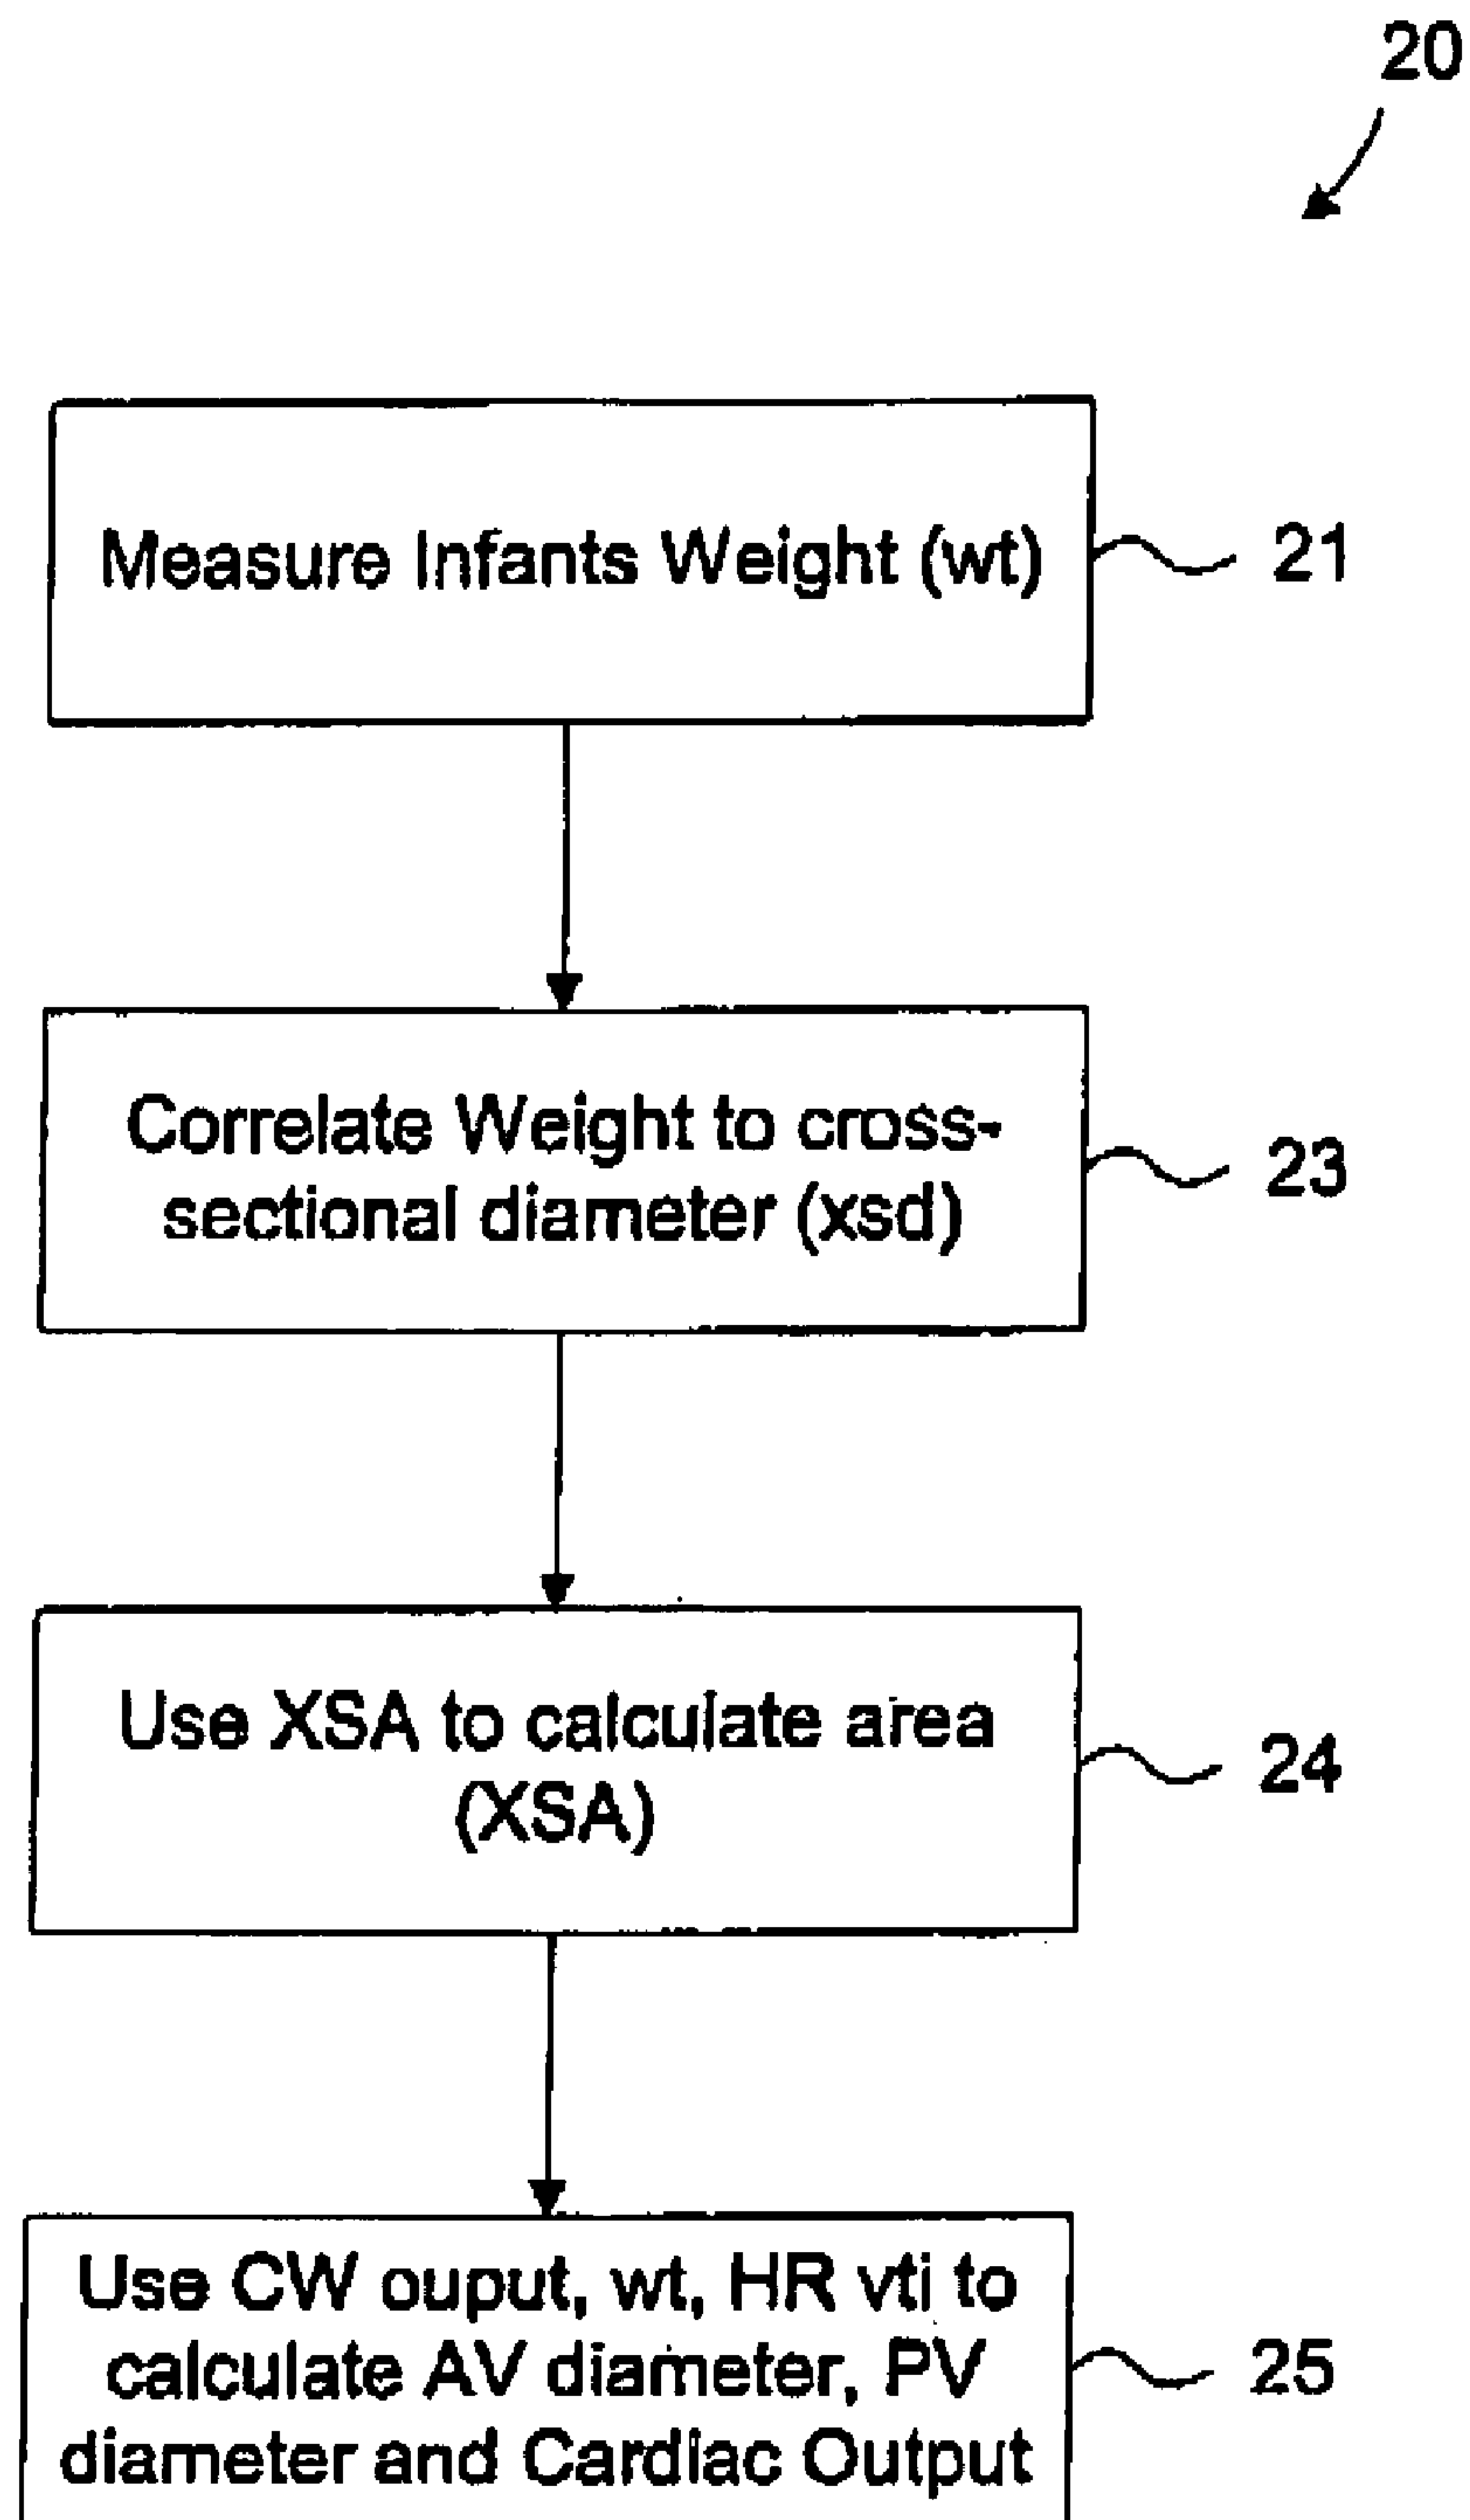 20
Measure Infants Weight (wt)
21
Correlate Weight to cross-
sectional diameter (xsd)
23
Use XSA to calculate area
(XSA)
24
Use CW ouput, wt, HR vti to
calculate AV diameter, PV
diameter and Cardiac Output
25